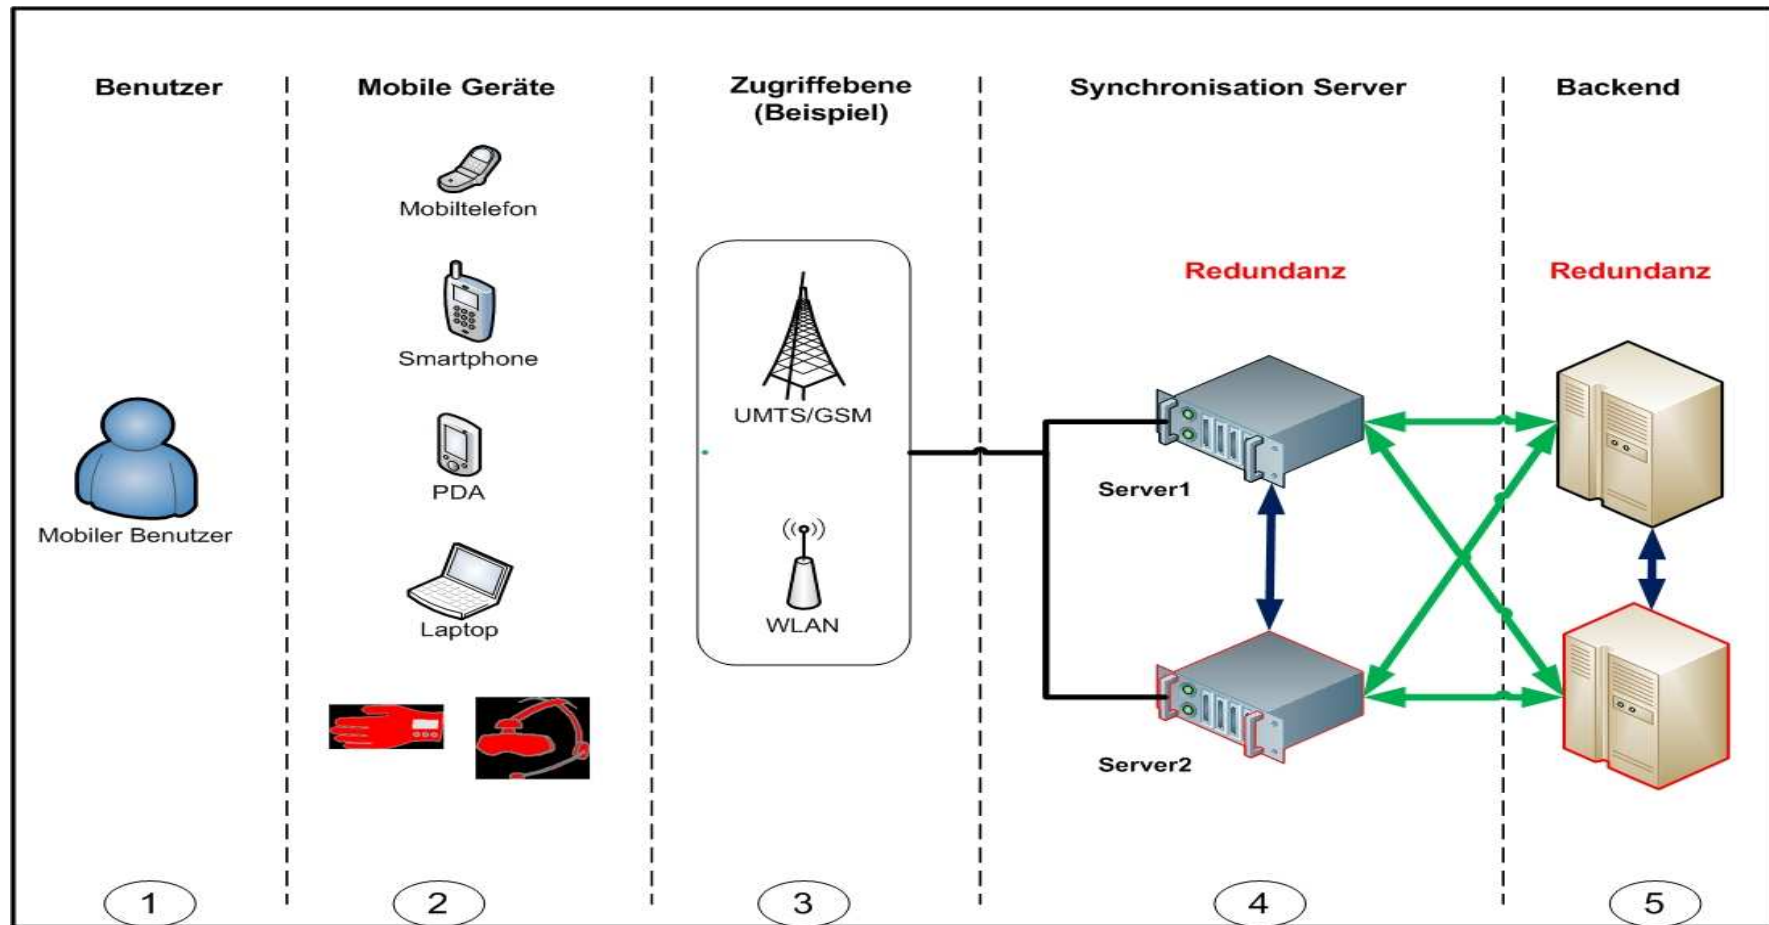 Benutzer
Mobile Geräte
Zugriffebene
(Beispiel)
Synchronisation Server
Backend
Mobiltelefon
Smartphone
PDA
Laptop
Mobiler Benutzer
UMTS/GSM
WLAN
Redundanz
Server1
Server2
Redundanz
1
2
3
4
5